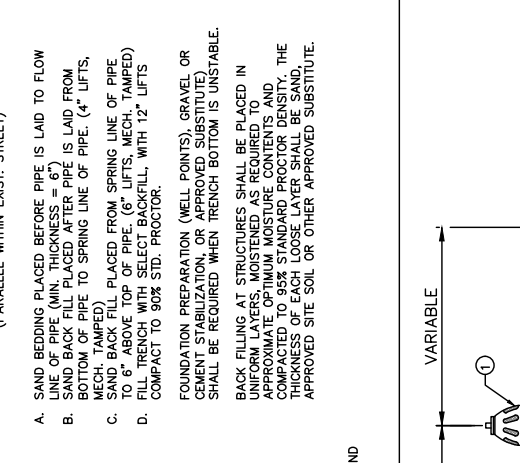 (PARALLEL WITHIN EXIST. STREET)
A. SAND BEDDING PLACED BEFORE PIPE IS LAID TO FLOW
LINE OF PIPE (MIN. THICKNESS = 6")
B. SAND BACK FILL PLACED AFTER PIPE IS LAID FROM
BOTTOM OF PIPE TO SPRING LINE OF PIPE. (4" LIFTS,
MECH. TAMPED)
C. SAND BACK FILL PLACED FROM SPRING LINE OF PIPE
TO 6" ABOVE TOP OF PIPE. (6" LIFTS, MECH. TAMPED)
D. FILL TRENCH WITH SELECT BACKFILL, WITH 12" LIFTS
COMPACT TO 90% STD. PROCTOR.
FOUNDATION PREPARATION (WELL POINTS), GRAVEL OR
CEMENT STABILIZATION, OR APPROVED SUBSTITUTE)
SHALL BE REQUIRED WHEN TRENCH BOTTOM IS UNSTABLE.
BACK FILLING AT STRUCTURES SHALL BE PLACED IN
UNIFORM LAYERS, MOISTENED AS REQUIRED TO
APPROXIMATE OPTIMUM MOISTURE CONTENTS AND
COMPACTED TO 95% STANDARD PROCTOR DENSITY. THE
THICKNESS OF EACH LOOSE LAYER SHALL BE SAND,
APPROVED SITE SOIL OR OTHER APPROVED SUBSTITUTE.
ND
VARIABLE
1